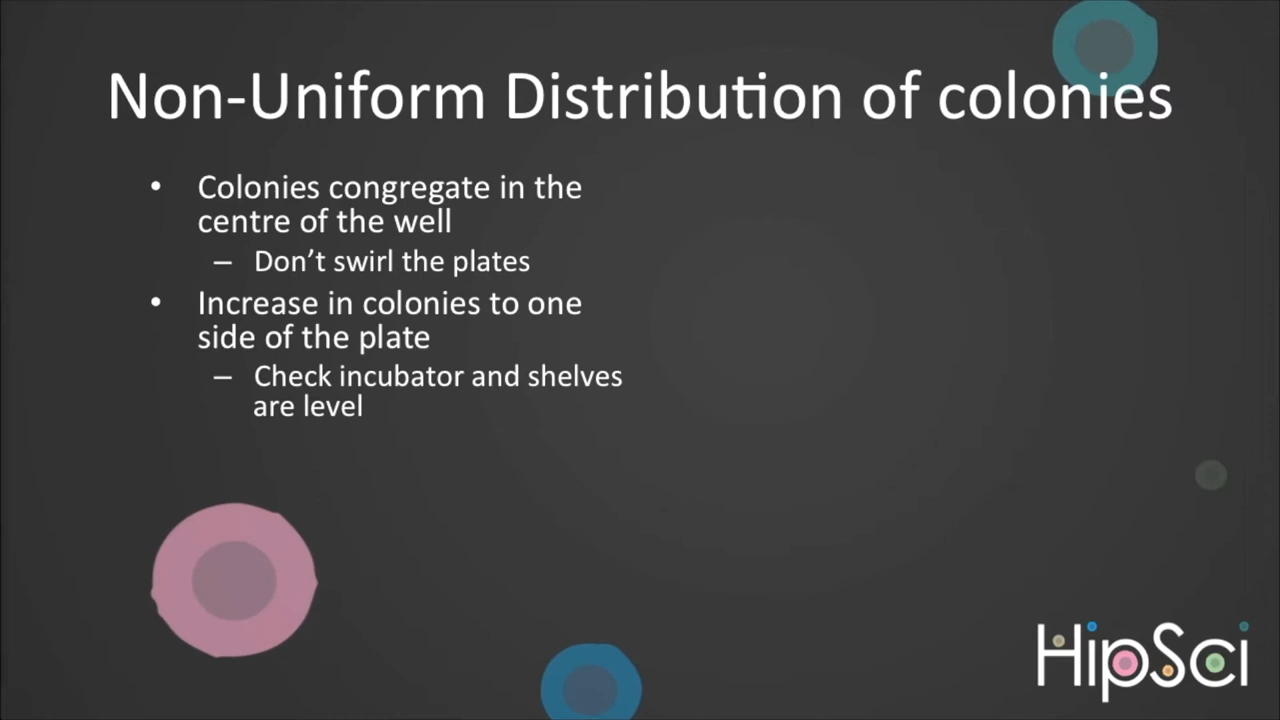 Non-Uniform Distribution of colonies
• Colonies congregate in the
centre of the well
– Don’t swirl the plates
• Increase in colonies to one
side of the plate
– Check incubator and shelves
are level
HipSci